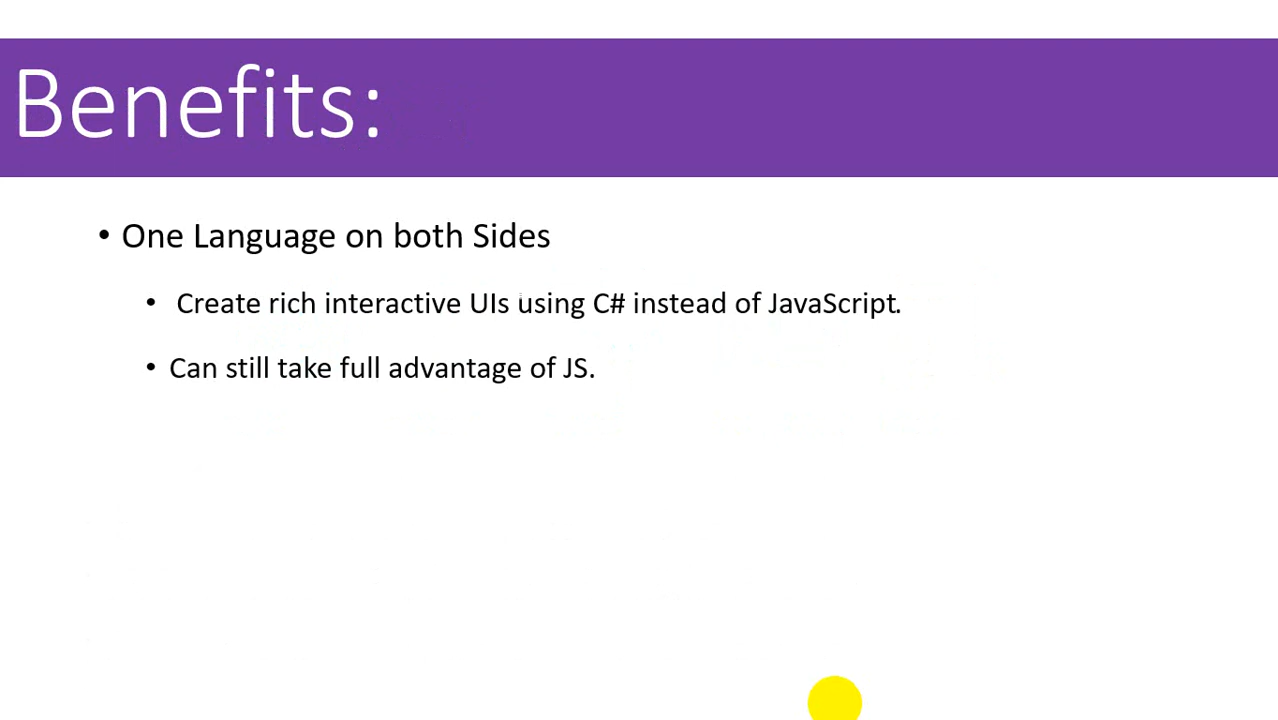 Benefits:
• One Language on both Sides
• Create rich interactive UIs using C# instead of JavaScript.
• Can still take full advantage of JS.